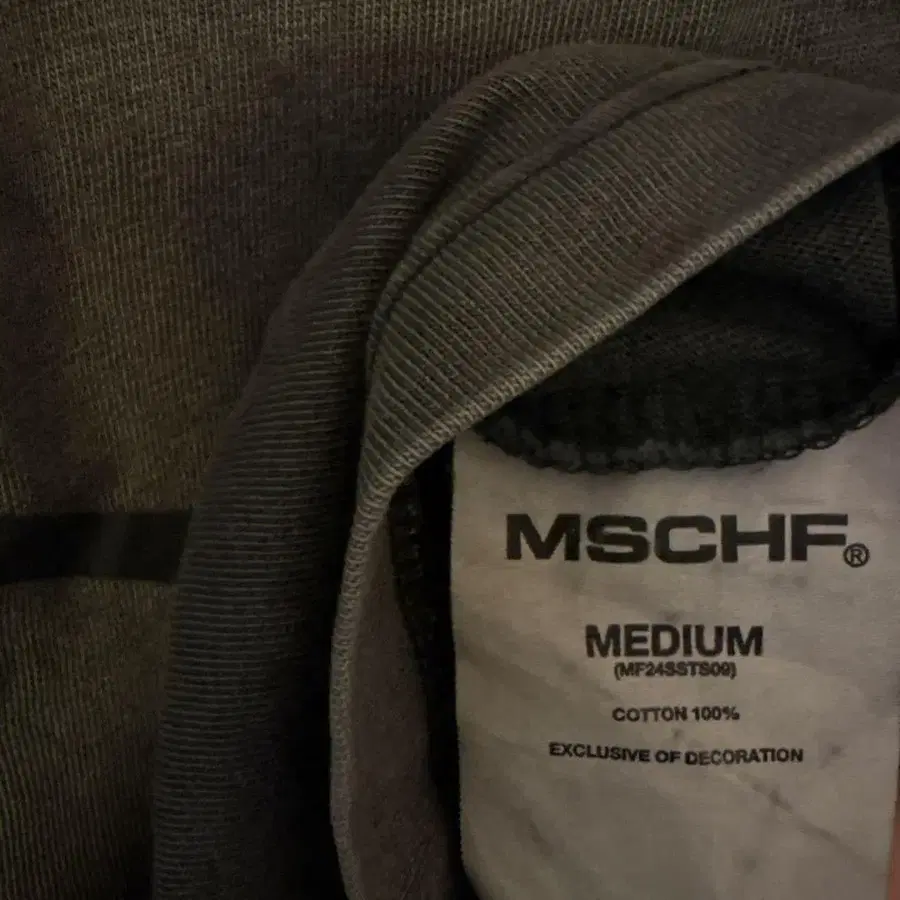 MSCHF®
MEDIUM
(MF24SSTS09)
COTTON 100%
EXCLUSIVE OF DECORATION